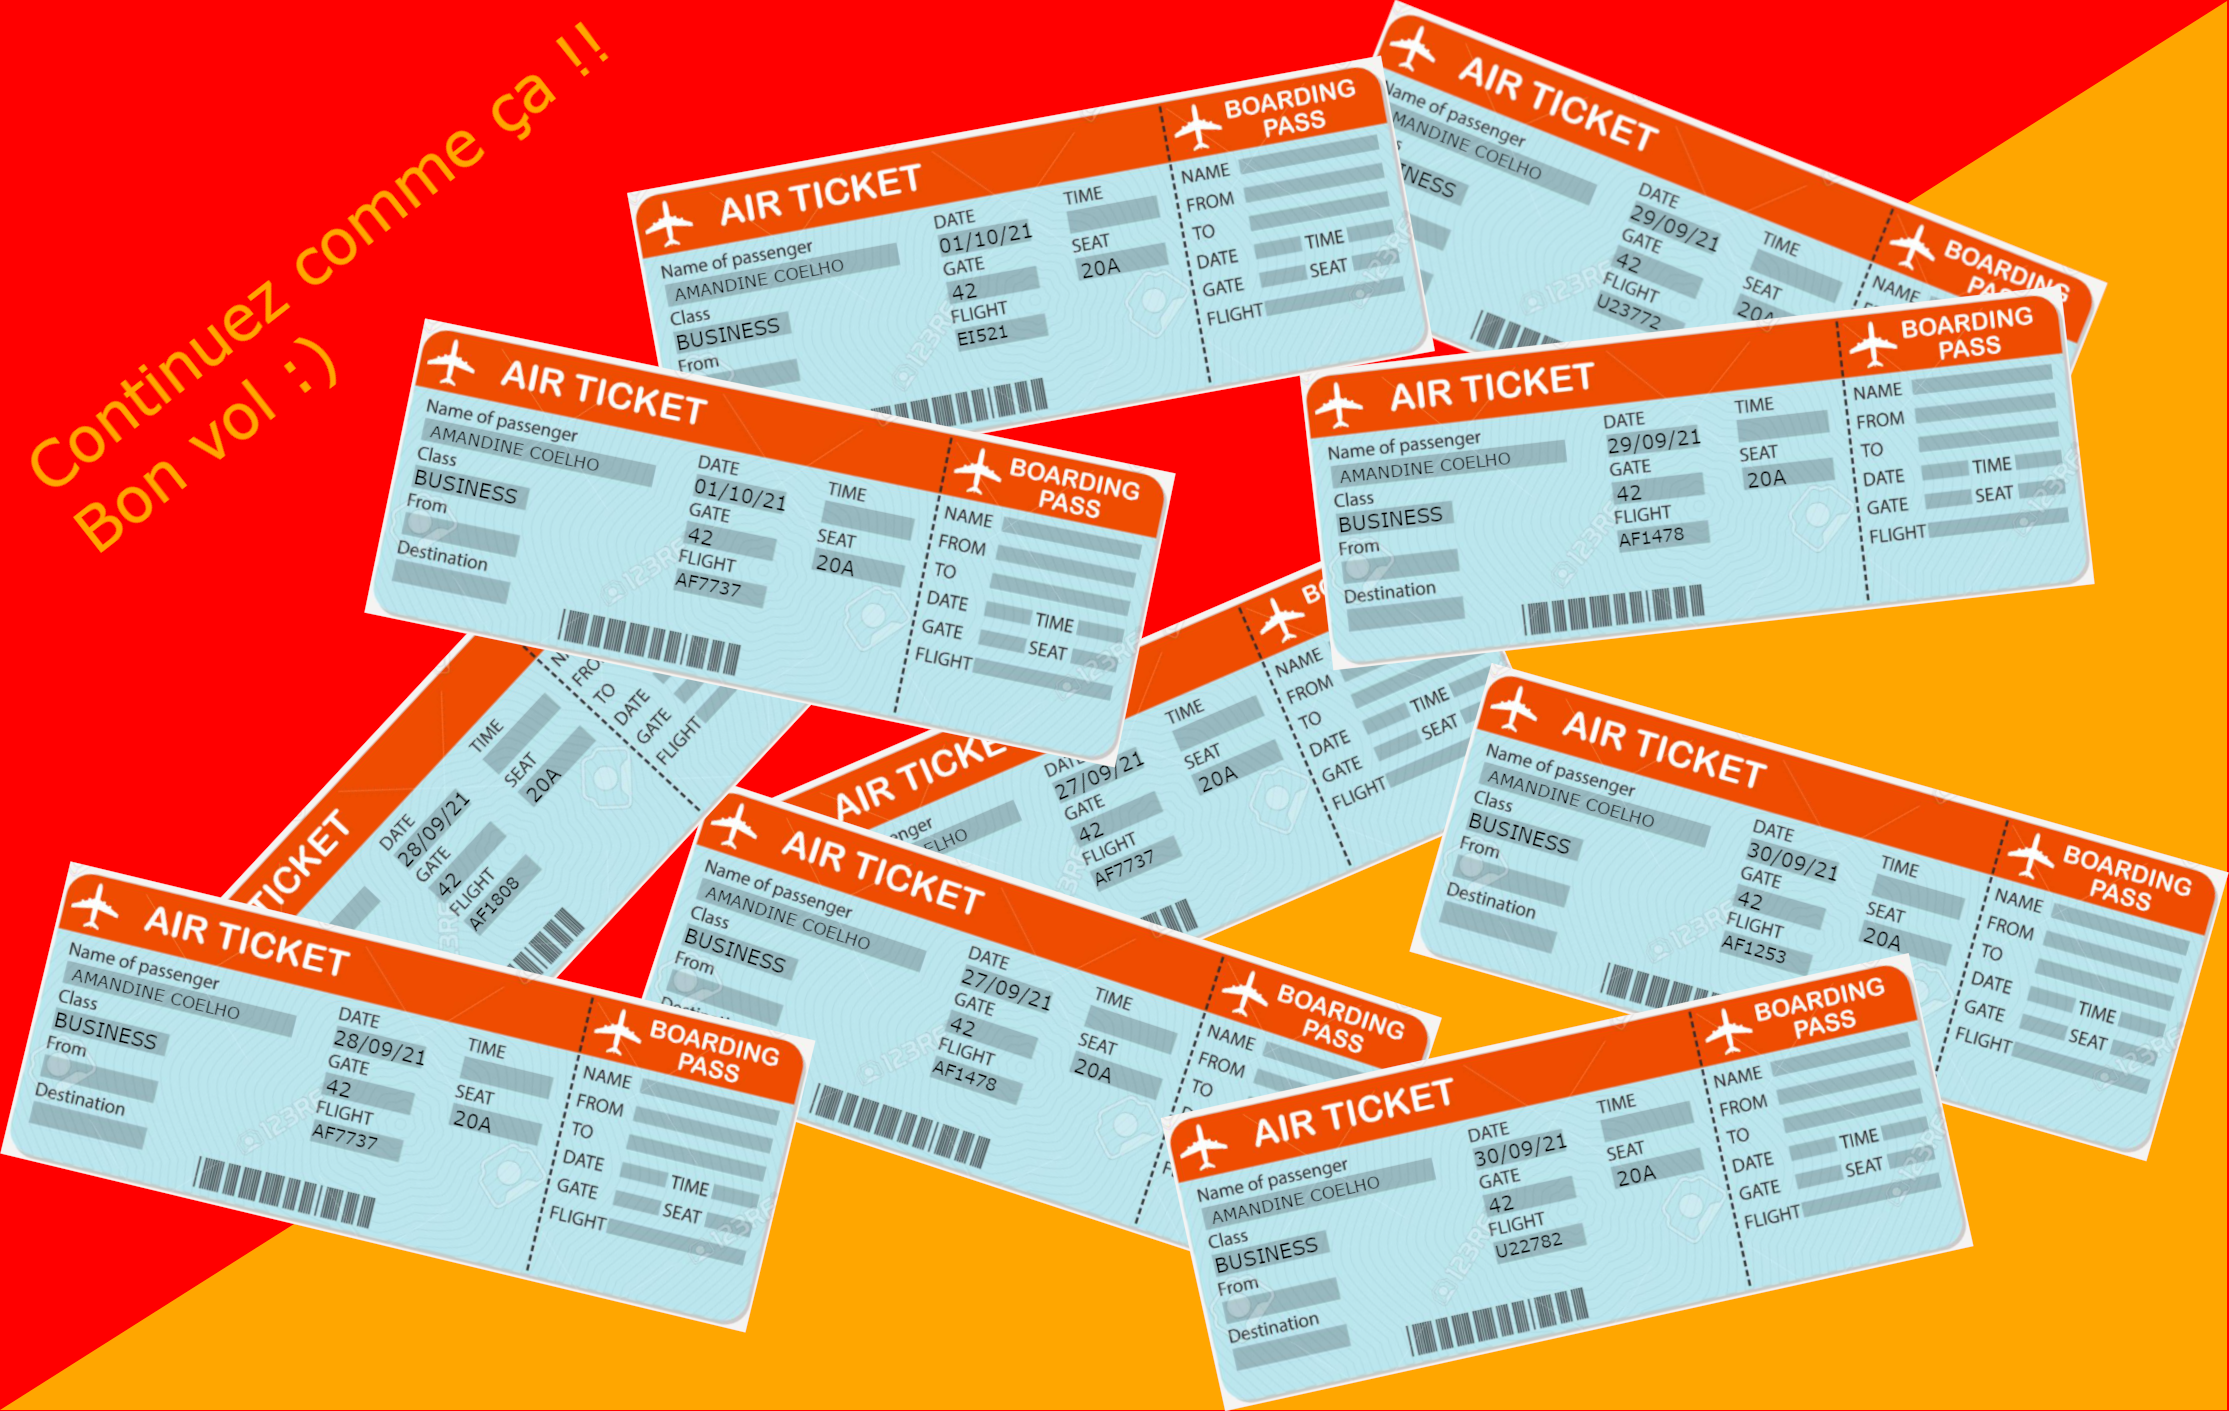 Continuez comme ça !!
Bon vol :)
AIR TICKET
Name of passenger
AMANDINE COELHO
DATE
29/09/21
GATE
42
FLIGHT
U23772
TIME
SEAT
20A
BOARDING
NAME
AIR TICKET
Name of passenger
AMANDINE COELHO
Class
BUSINESS
From
DATE
01/10/21
GATE
42
FLIGHT
EI521
TIME
SEAT
20A
BOARDING
PASS
NAME
FROM
TO
DATE TIME
GATE SEAT
FLIGHT
AIR TICKET
Name of passenger
AMANDINE COELHO
Class
BUSINESS
From
Destination
DATE
01/10/21
GATE
42
FLIGHT
AF7737
TIME
SEAT
20A
BOARDING
PASS
NAME
FROM
TO
DATE TIME
GATE SEAT
FLIGHT
AIR TICKET
Name of passenger
AMANDINE COELHO
Class
BUSINESS
From
Destination
DATE
29/09/21
GATE
42
FLIGHT
AF1478
TIME
SEAT
20A
BOARDING
PASS
NAME
FROM
TO
DATE TIME
GATE SEAT
FLIGHT
TICKET
DATE
28/09/21
GATE
42
FLIGHT
AF1808
TIME
SEAT
20A
FRO
TO
DATE
GATE
FLIGHT
AIR TICKE
DATE
27/09/21
GATE
42
FLIGHT
AF7737
TIME
SEAT
20A
NAME
FROM
TO
DATE TIME
GATE SEAT
FLIGHT
AIR TICKET
Name of passenger
AMANDINE COELHO
Class
BUSINESS
From
Destination
DATE
30/09/21
GATE
42
FLIGHT
AF1253
TIME
SEAT
20A
BOARDING
PASS
NAME
FROM
TO
DATE TIME
GATE SEAT
FLIGHT
AIR TICKET
Name of passenger
AMANDINE COELHO
Class
BUSINESS
From
DATE
27/09/21
GATE
42
FLIGHT
AF1478
TIME
SEAT
20A
BOARDING
PASS
NAME
FROM
TO
AIR TICKET
Name of passenger
AMANDINE COELHO
Class
BUSINESS
From
Destination
DATE
28/09/21
GATE
42
FLIGHT
AF7737
TIME
SEAT
20A
BOARDING
PASS
NAME
FROM
TO
DATE TIME
GATE SEAT
FLIGHT
AIR TICKET
Name of passenger
AMANDINE COELHO
Class
BUSINESS
From
Destination
DATE
30/09/21
GATE
42
FLIGHT
U22782
TIME
SEAT
20A
BOARDING
PASS
NAME
FROM
TO
DATE TIME
GATE SEAT
FLIGHT